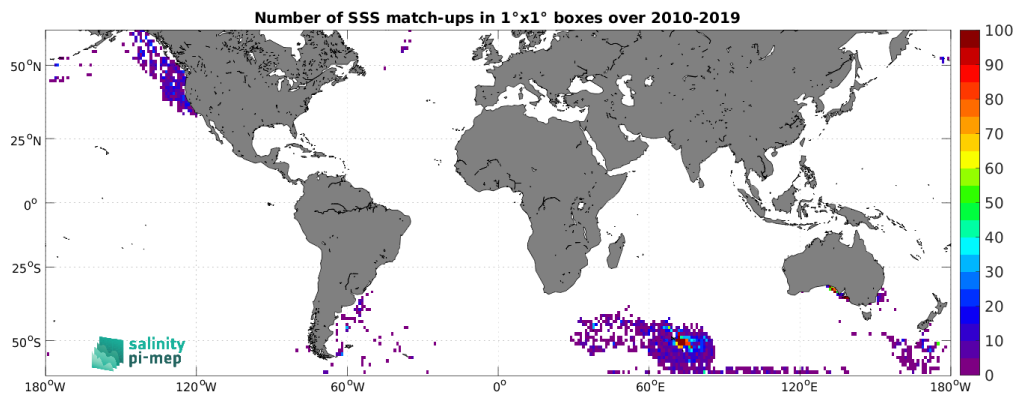 Number of SSS match-ups in 1°x1° boxes over 2010-2019
50°N
25°N
0°
25°S
50°S
180°W
120°W
60°W
0°
60°E
120°E
180°W
100
90
80
70
60
50
40
30
20
10
0
salinity
pi-mep